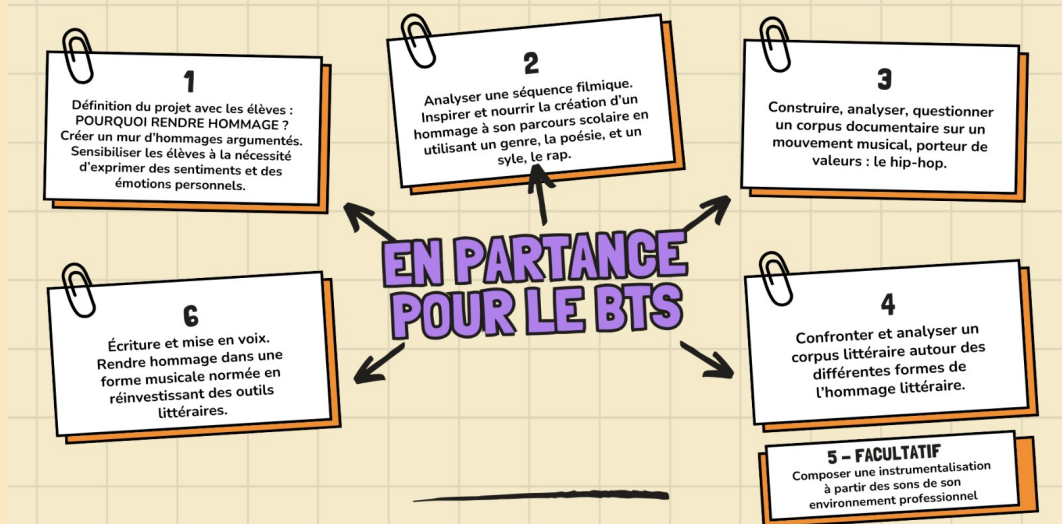 1
Définition du projet avec les élèves :
POURQUOI RENDRE HOMMAGE ?
Créer un mur d'hommages argumentés.
Sensibiliser les élèves à la nécessité
d'exprimer des sentiments et des
émotions personnels.
2
Analyser une séquence filmique.
Inspirer et nourrir la création d'un
hommage à son parcours scolaire en
utilisant un genre, la poésie, et un
syle, le rap.
3
Construire, analyser, questionner
un corpus documentaire sur un
mouvement musical, porteur de
valeurs : le hip-hop.
EN PARTANCE
POUR LE BTS
4
Confronter et analyser un
corpus littéraire autour des
différentes formes de
l'hommage littéraire.
5 – FACULTATIF
Composer une instrumentalisation
à partir des sons de son
environnement professionnel
6
Écriture et mise en voix.
Rendre hommage dans une
forme musicale normée en
réinvestissant des outils
littéraires.